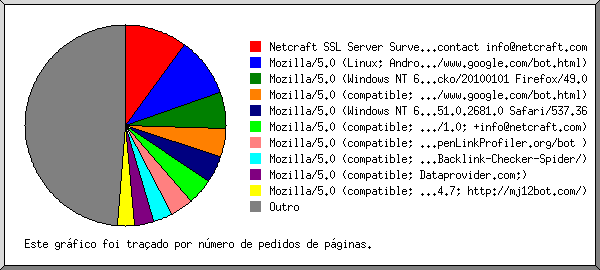 Netcraft SSL Server Surve...contact info@netcraft.com
Mozilla/5.0 (Linux; Andro.../www.google.com/bot.html)
Mozilla/5.0 (Windows NT 6...cko/20100101 Firefox/49.0
Mozilla/5.0 (compatible; .../www.google.com/bot.html)
Mozilla/5.0 (Windows NT 6...51.0.2681.0 Safari/537.36
Mozilla/5.0 (compatible; .../1.0; +info@netcraft.com)
Mozilla/5.0 (compatible; ...penLinkProfiler.org/bot )
Mozilla/5.0 (compatible; ...Backlink-Checker-Spider/)
Mozilla/5.0 (compatible; Dataprovider.com;)
Mozilla/5.0 (compatible; ...4.7; http://mj12bot.com/)
Outro
Este gráfico foi traçado por número de pedidos de páginas.